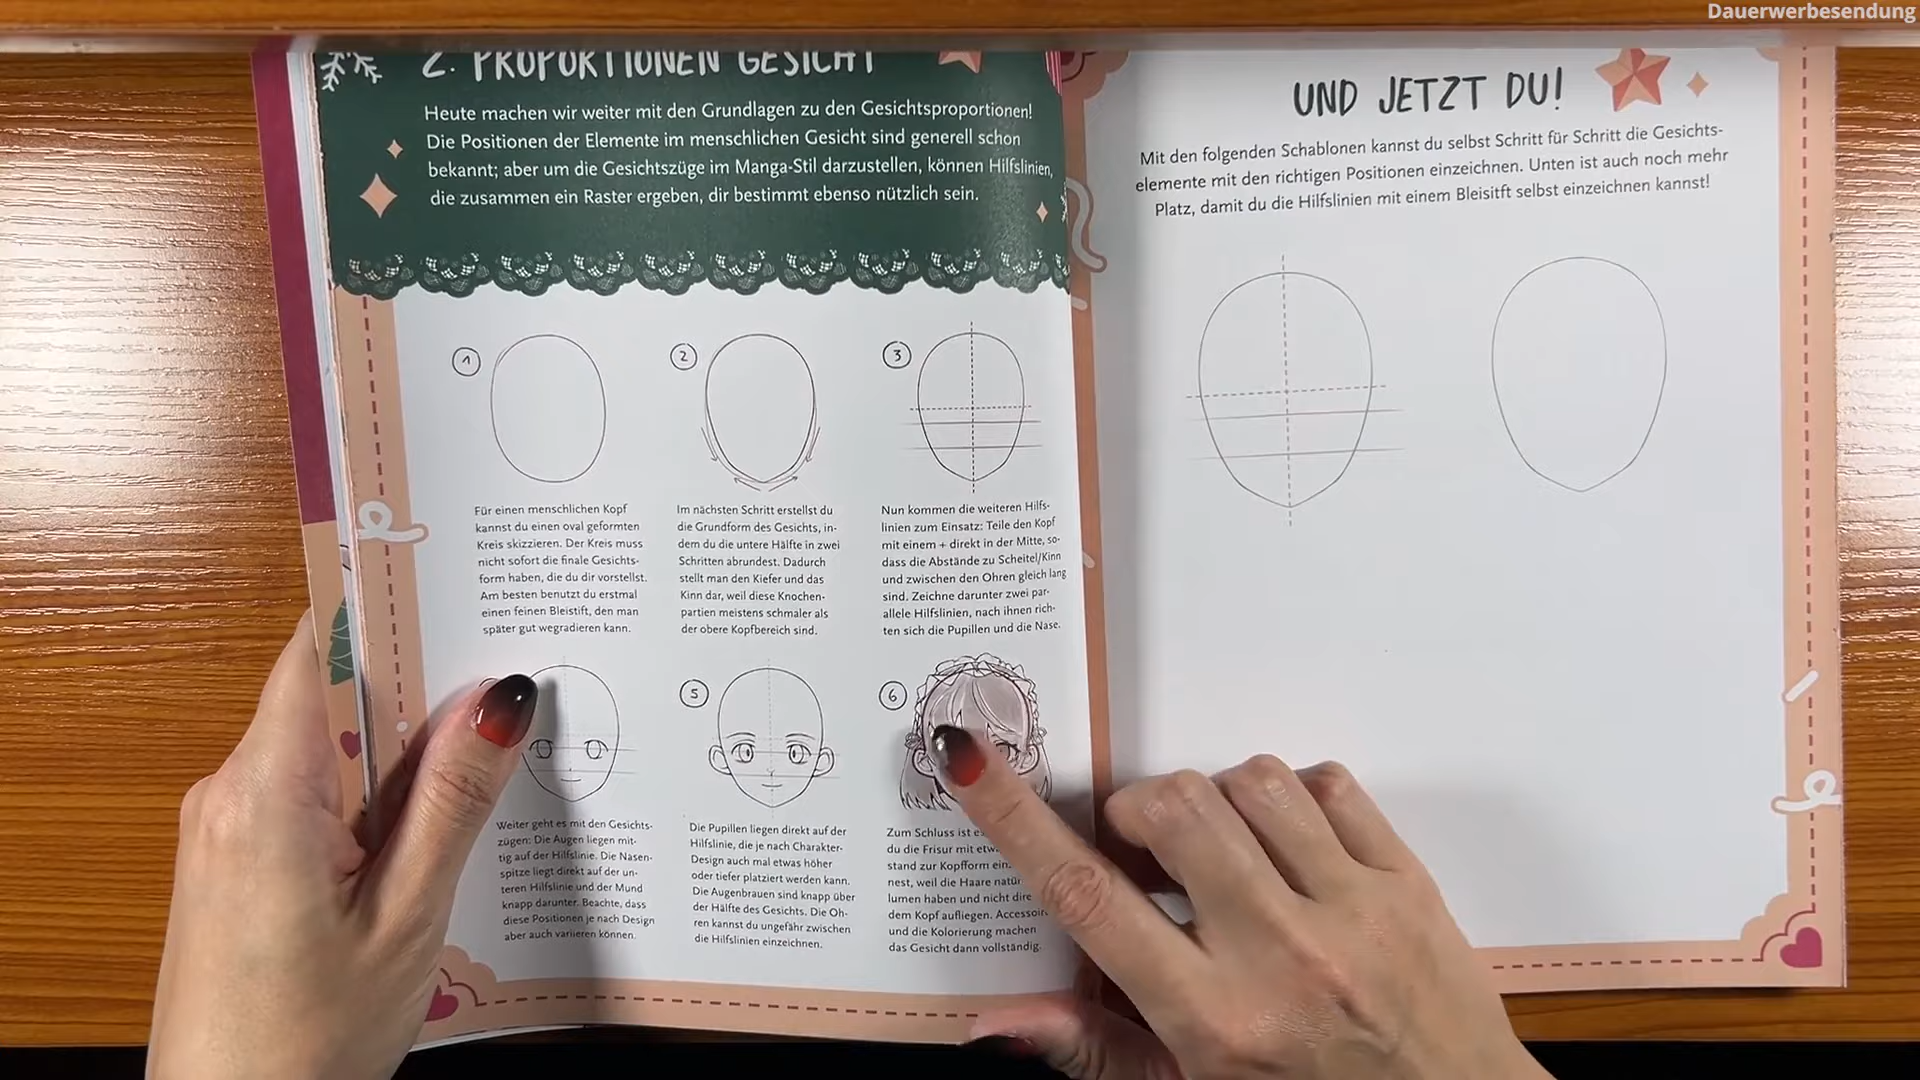 Dauerwerbesendung
2. PROPORTIONEN GESICHT
Heute machen wir weiter mit den Grundlagen zu den Gesichtsproportionen!
Die Positionen der Elemente im menschlichen Gesicht sind generell schon
bekannt; aber um die Gesichtszüge im Manga-Stil darzustellen, können Hilfslinien,
die zusammen ein Raster ergeben, dir bestimmt ebenso nützlich sein.
1
Für einen menschlichen Kopf
kannst du einen oval geformten
Kreis skizzieren. Der Kreis muss
nicht sofort die finale Gesichts-
form haben, die du dir vorstellst.
Am besten benutzt du erstmal
einen feinen Bleistift, den man
später gut wegradieren kann.
2
Im nächsten Schritt erstellst du
die Grundform des Gesichts, in-
dem du die untere Hälfte in zwei
Schritten abrundest. Dadurch
stellt man den Kiefer und das
Kinn dar, weil diese Knochen-
partien meistens schmaler als
der obere Kopfbereich sind.
3
Nun kommen die weiteren Hilfs-
linien zum Einsatz: Teile den Kopf
mit einem + direkt in der Mitte, so-
dass die Abstände zu Scheitel/Kinn
und zwischen den Ohren gleich lang
sind. Zeichne darunter zwei par-
allele Hilfslinien, nach ihnen rich-
ten sich die Pupillen und die Nase.
Weiter geht es mit den Gesichts-
zügen: Die Augen liegen mit-
tig auf der Hilfslinie. Die Nasen-
spitze liegt direkt auf der un-
teren Hilfslinie und der Mund
knapp darunter. Beachte, dass
diese Positionen je nach Design
aber auch variieren können.
5
Die Pupillen liegen direkt auf der
Hilfslinie, die je nach Charakter-
Design auch mal etwas höher
oder tiefer platziert werden kann.
Die Augenbrauen sind knapp über
der Hälfte des Gesichts. Die Oh-
ren kannst du ungefähr zwischen
die Hilfslinien einzeichnen.
6
Zum Schluss ist
du die Frisur mit
stand zur Kopfform
nest, weil die Haare
lumen haben und nicht
dem Kopf aufliegen.
und die Kolorierung machen
das Gesicht dann vollständig.
UND JETZT DU!
Mit den folgenden Schablonen kannst du selbst Schritt für Schritt die Gesichts-
elemente mit den richtigen Positionen einzeichnen. Unten ist auch noch mehr
Platz, damit du die Hilfslinien mit einem Bleisitft selbst einzeichnen kannst!